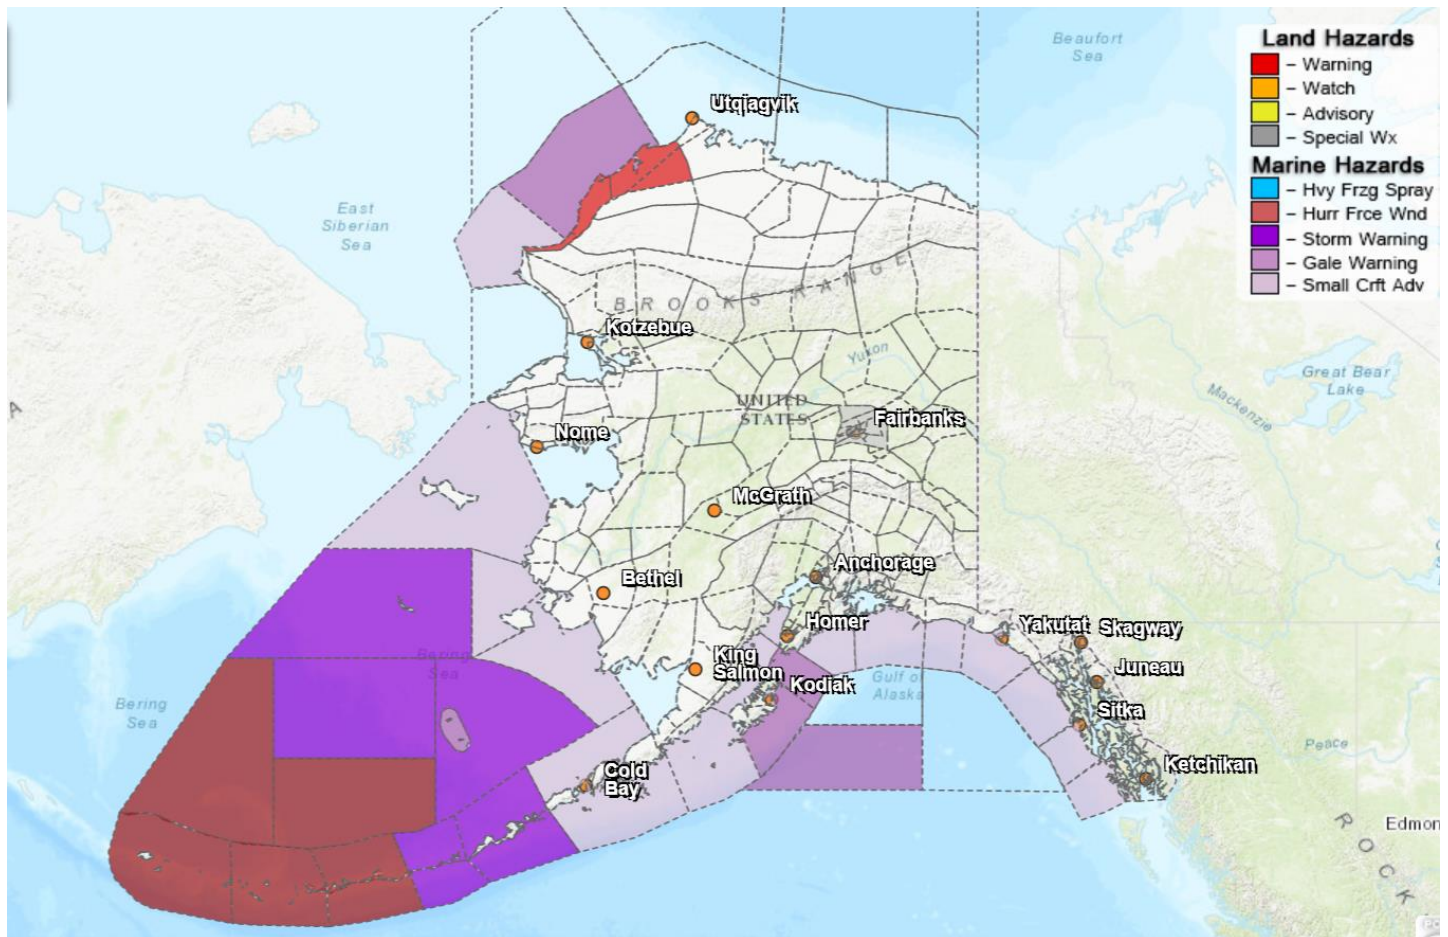 Land Hazards
– Warning
– Watch
– Advisory
– Special Wx
Marine Hazards
– Hvy Frzg Spray
– Hurr Frce Wnd
– Storm Warning
– Gale Warning
– Small Crft Adv
Beaufort
Sea
Utqiagvik
East
Siberian
Sea
BROOKS RANGE
Kotzebue
Yukon
Great Bear
Lake
Mackenzie
UNITED
STATES
Fairbanks
A
Nome
McGrath
Anchorage
Bethel
Homer
Yakutat
Skagway
King
Salmon
Juneau
Bering
Sea
Kodiak
Gulf of
Alaska
Bering
Sea
Sitka
Peace
Ketchikan
Cold
Bay
Edmon
ROCK